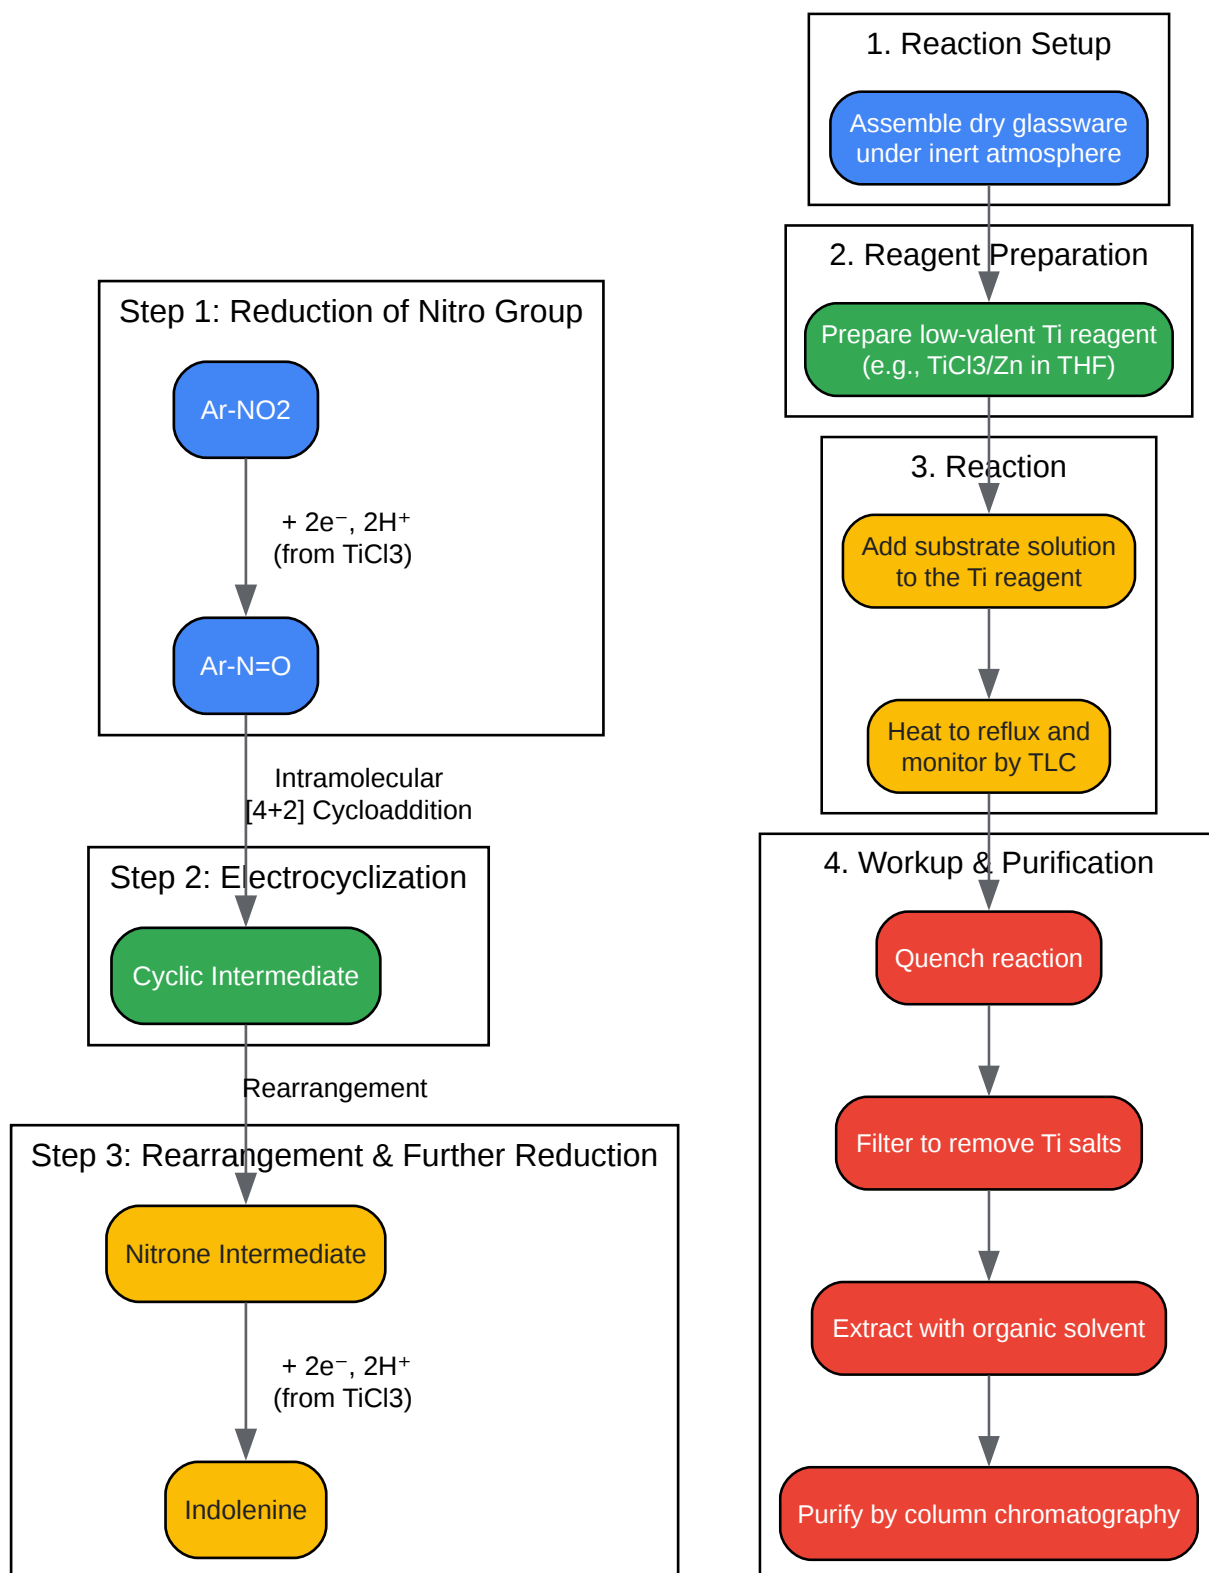 Step 1: Reduction of Nitro Group
Ar-NO2
+ 2e⁻, 2H⁺
(from TiCl3)
Ar-N=O
Intramolecular
[4+2] Cycloaddition
Step 2: Electrocyclization
Cyclic Intermediate
Rearrangement
Step 3: Rearrangement & Further Reduction
Nitrone Intermediate
+ 2e⁻, 2H⁺
(from TiCl3)
Indolenine
1. Reaction Setup
Assemble dry glassware
under inert atmosphere
2. Reagent Preparation
Prepare low-valent Ti reagent
(e.g., TiCl3/Zn in THF)
3. Reaction
Add substrate solution
to the Ti reagent
Heat to reflux and
monitor by TLC
4. Workup & Purification
Quench reaction
Filter to remove Ti salts
Extract with organic solvent
Purify by column chromatography